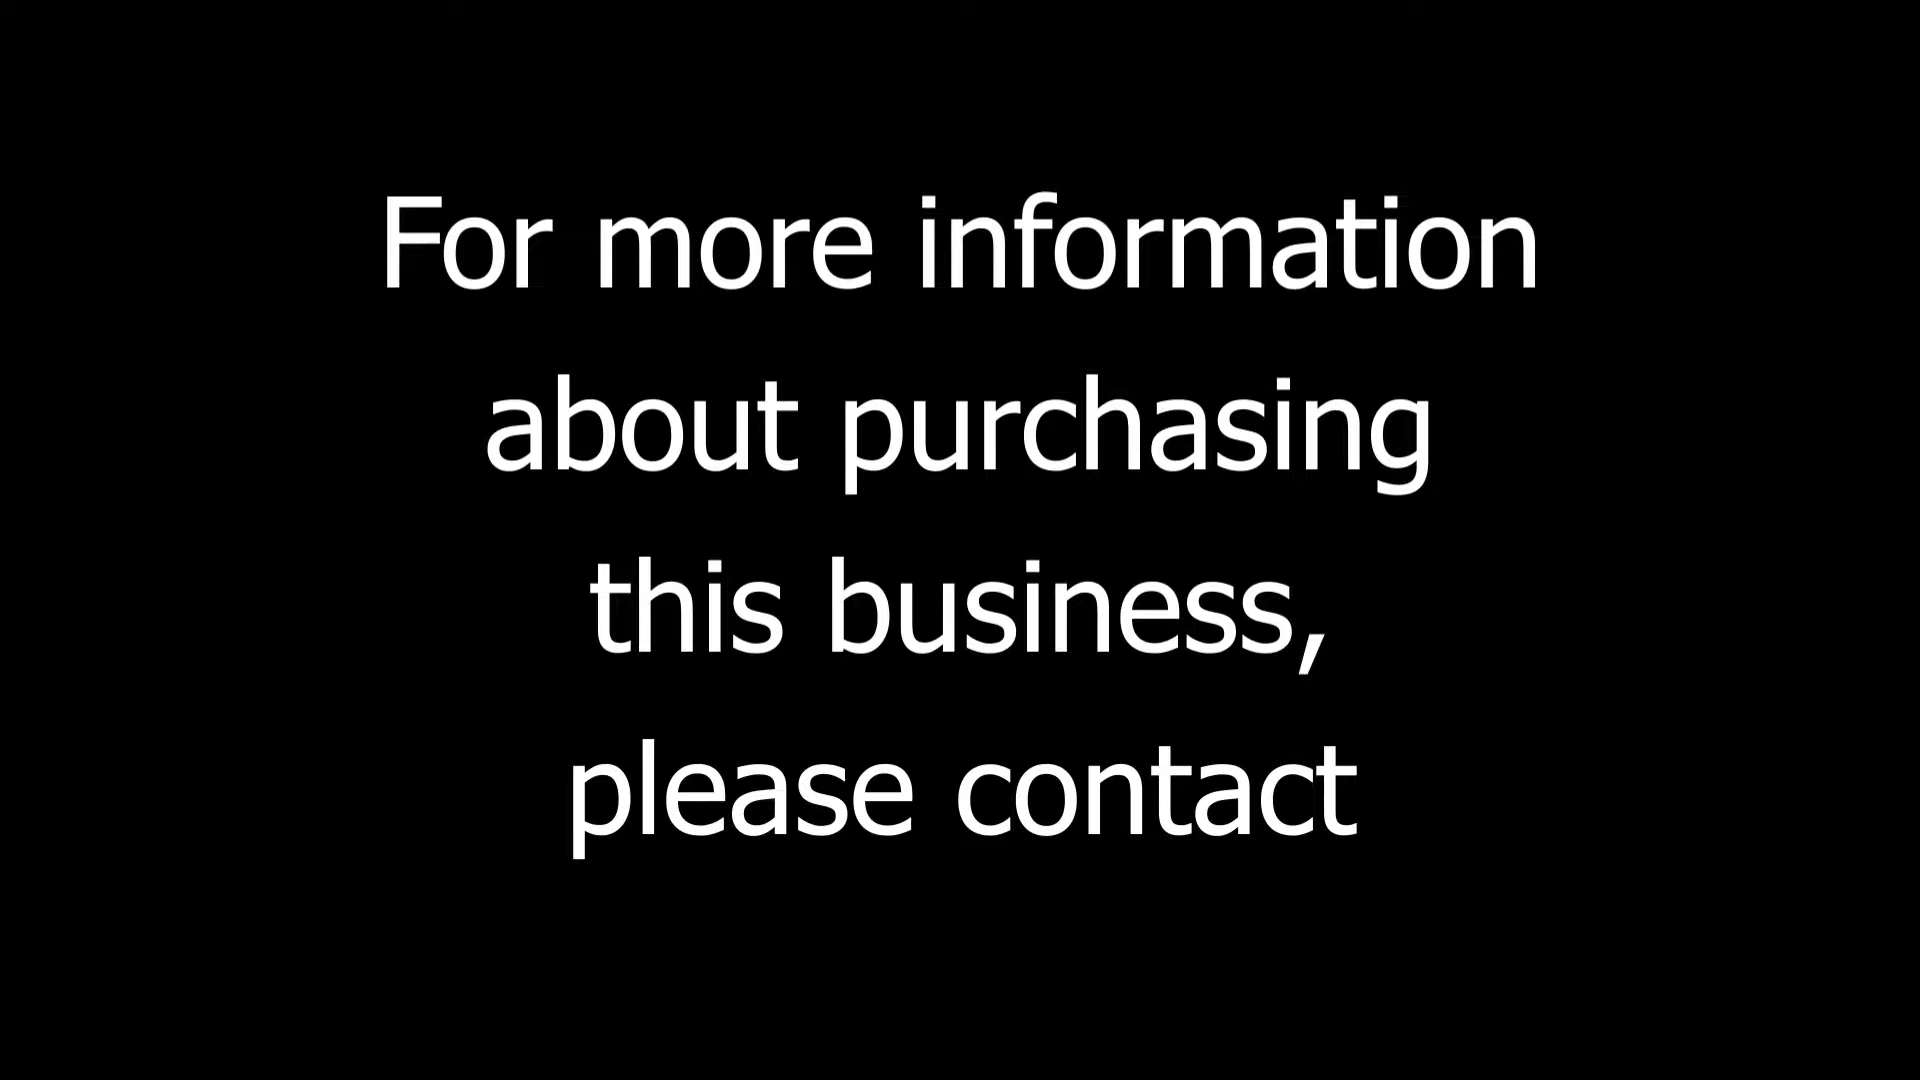 For more information
about purchasing
this business,
please contact